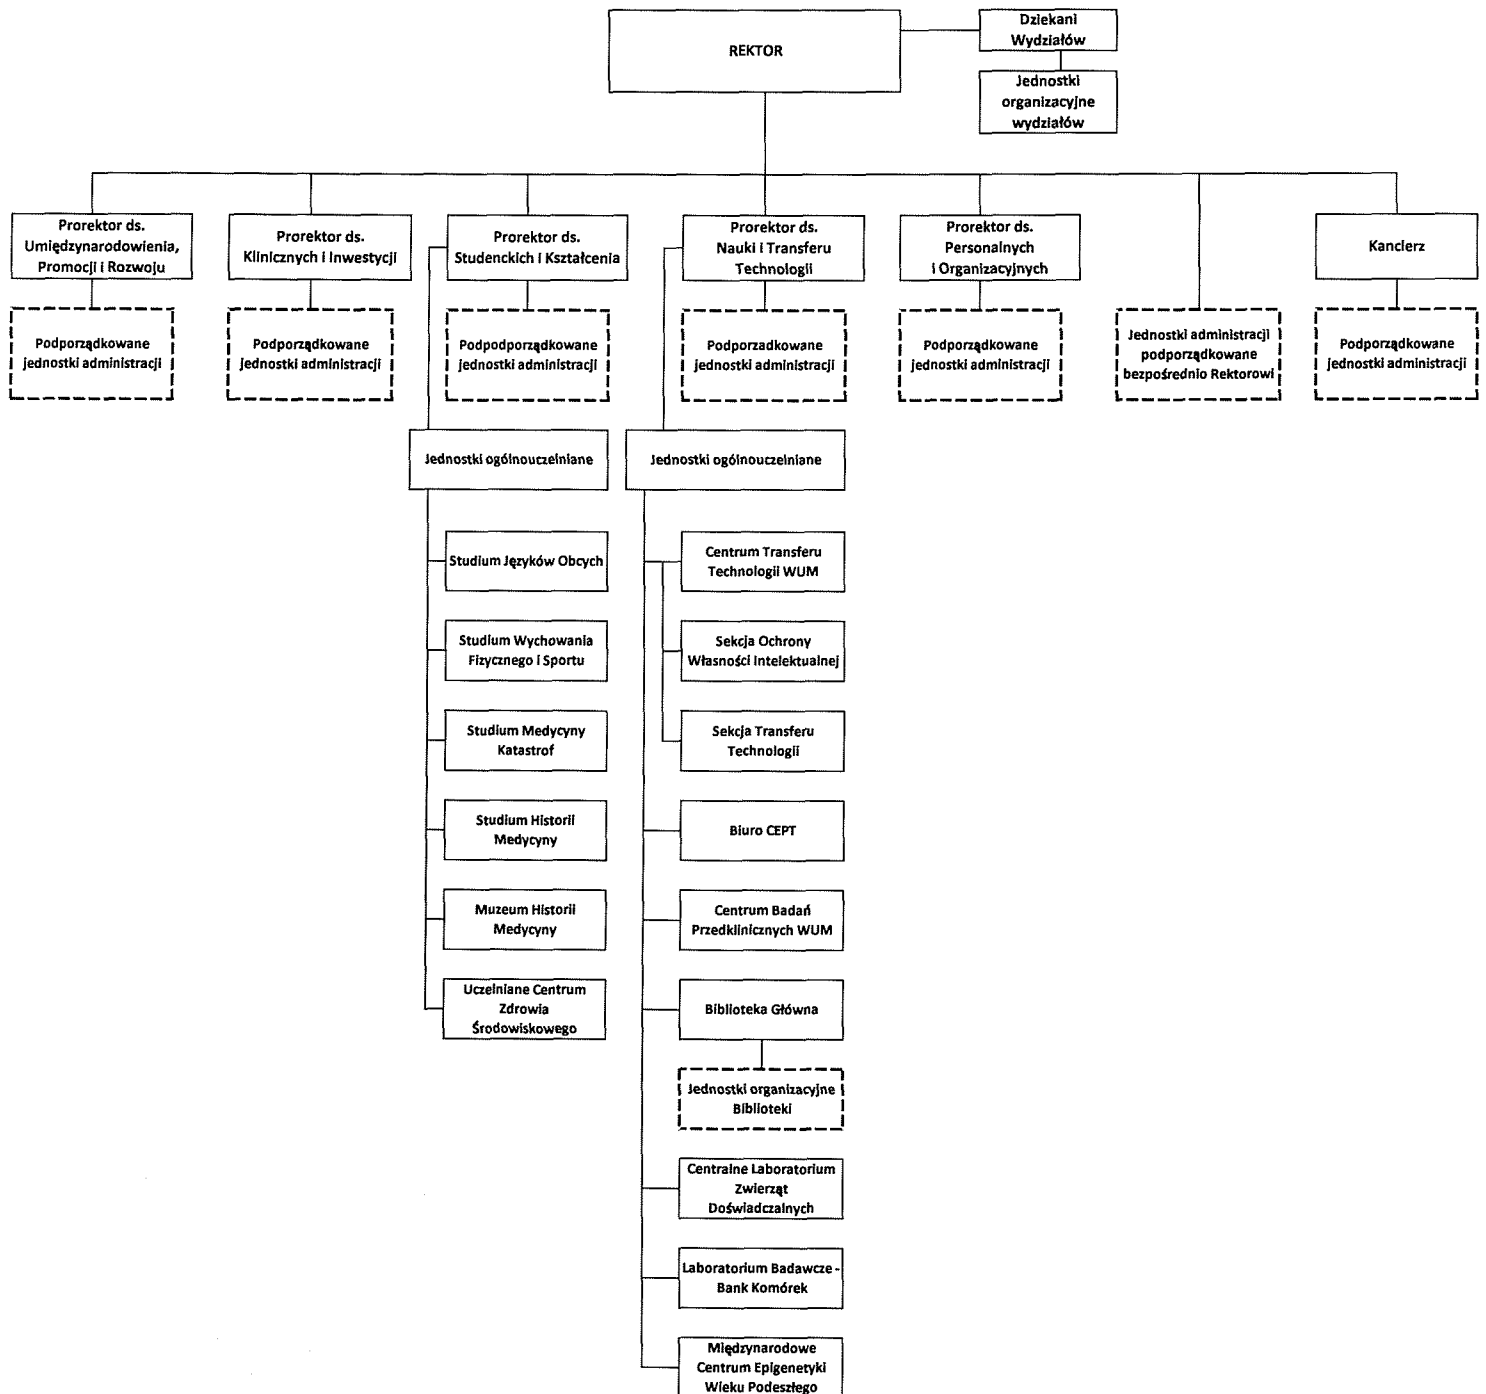 REKTOR
Dziekani
Wydziałów
Jednostki
organizacyjne
wydziałów
Prorektor ds.
Umiędzynarodowienia,
Promocji i Rozwoju
Prorektor ds.
Klinicznych i Inwestycji
Prorektor ds.
Studenckich i Kształcenia
Prorektor ds.
Nauki i Transferu
Technologii
Prorektor ds.
Personalnych
i Organizacyjnych
Kanclerz
Podporządkowane
jednostki administracji
Podporządkowane
jednostki administracji
Podpodporządkowane
jednostki administracji
Podporzadkowane
jednostki administracji
Podporządkowane
jednostki administracji
Jednostki administracji
podporządkowane
bezpośrednio Rektorowi
Podporządkowane
jednostki administracji
Jednostki ogólnouczelniane
Studium Języków Obcych
Studium Wychowania
Fizycznego i Sportu
Studium Medycyny
Katastrof
Studium Historii
Medycyny
Muzeum Historii
Medycyny
Uczelniane Centrum
Zdrowia
Środowiskowego
Jednostki ogólnouczelniane
Centrum Transferu
Technologii WUM
Sekcja Ochrony
Własności Intelektualnej
Sekcja Transferu
Technologii
Biuro CEPT
Centrum Badań
Przedklinicznych WUM
Biblioteka Główna
Jednostki organizacyjne
Biblioteki
Centralne Laboratorium
Zwierząt
Doświadczalnych
Laboratorium Badawcze -
Bank Komórek
Międzynarodowe
Centrum Epigenetyki
Wieku Podeszłego